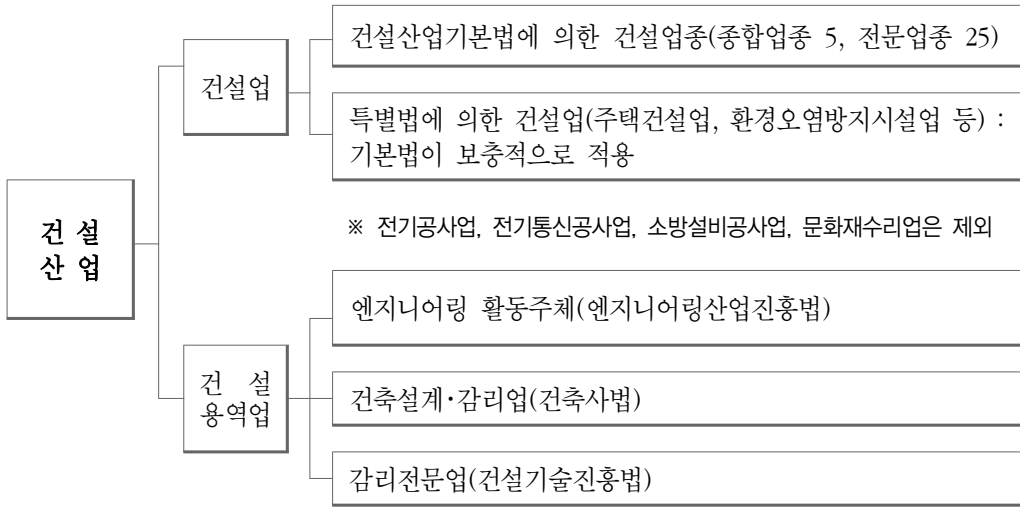 건설산업기본법에 의한 건설업종(종합업종 5, 전문업종 25)
건설업
특별법에 의한 건설업(주택건설업, 환경오염방지시설업 등) :
기본법이 보충적으로 적용
※ 전기공사업, 전기통신공사업, 소방설비공사업, 문화재수리업은 제외
건 설
산 업
엔지니어링 활동주체(엔지니어링산업진흥법)
건 설
용역업
건축설계·감리업(건축사법)
감리전문업(건설기술진흥법)